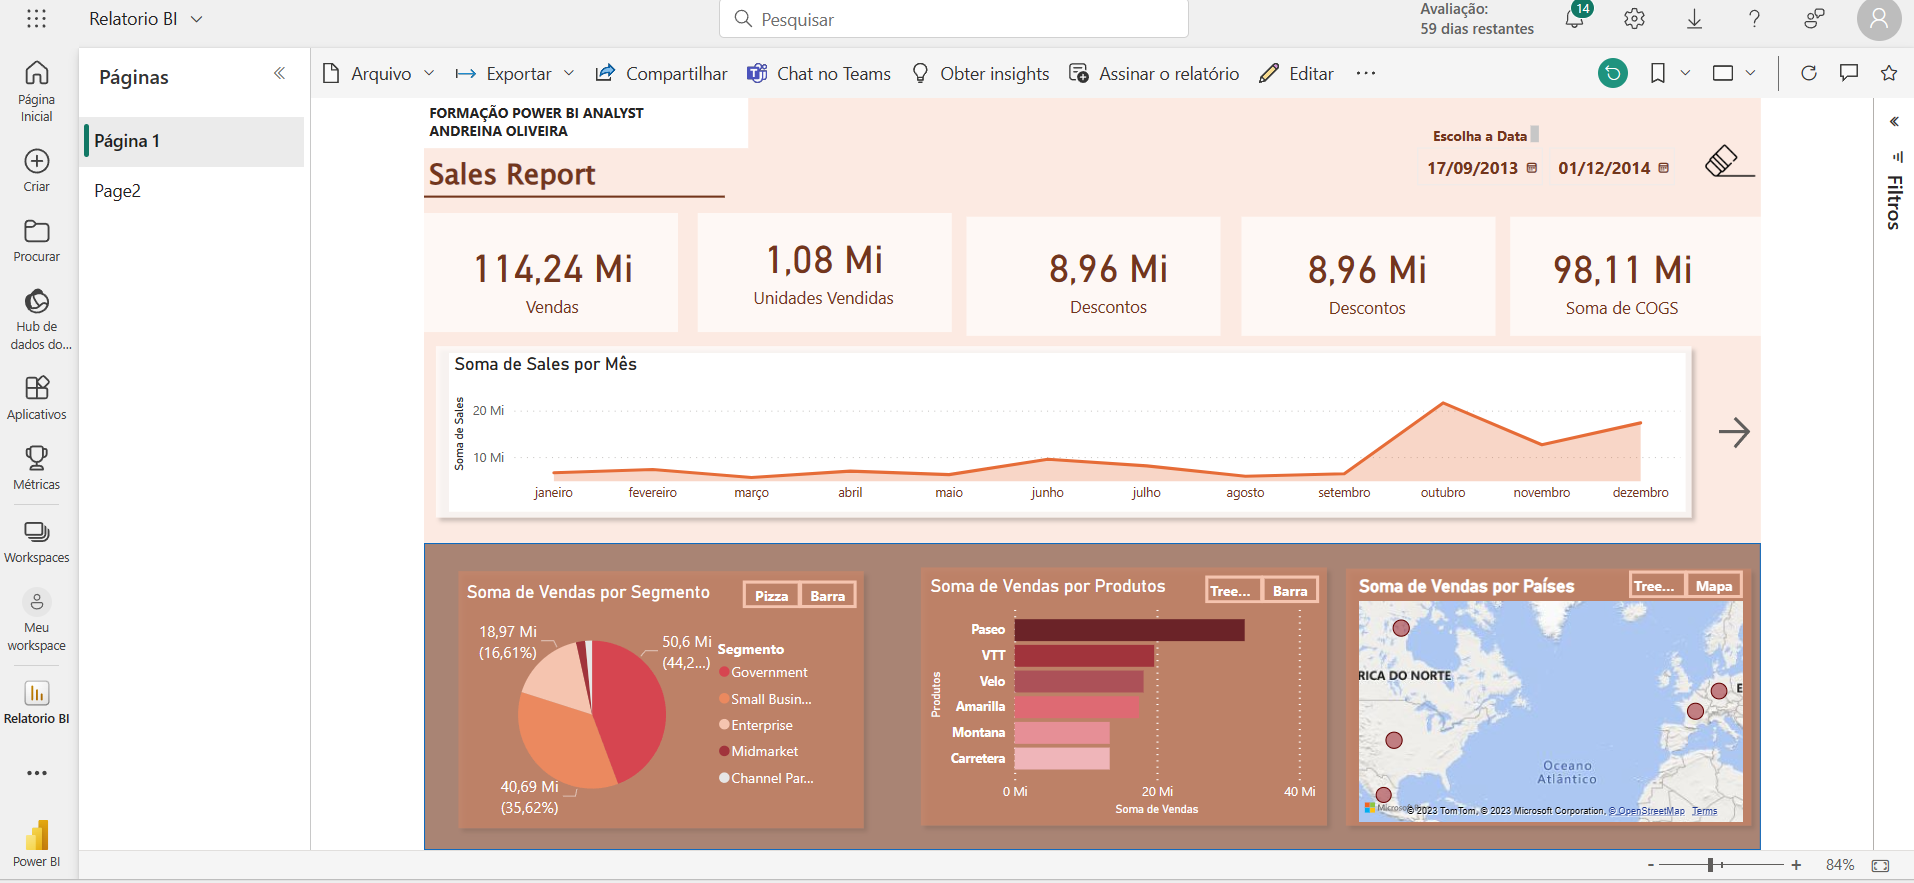 Relatorio BI
Pesquisar
Avaliação:
59 dias restantes
14
Página
Inicial
Criar
Procurar
Hub de
dados do...
Aplicativos
Métricas
Workspaces
Meu
workspace
Relatorio BI
Power BI
Páginas
Página 1
Page2
Arquivo
Exportar
Compartilhar
Chat no Teams
Obter insights
Assinar o relatório
Editar
Filtros
FORMAÇÃO POWER BI ANALYST
ANDREINA OLIVEIRA
Sales Report
Escolha a Data
17/09/2013
01/12/2014
114,24 Mi
Vendas
1,08 Mi
Unidades Vendidas
8,96 Mi
Descontos
8,96 Mi
Descontos
98,11 Mi
Soma de COGS
Soma de Sales por Mês
Soma de Sales
20 Mi
10 Mi
janeiro
fevereiro
março
abril
maio
junho
julho
agosto
setembro
outubro
novembro
dezembro
Soma de Vendas por Segmento
Pizza
Barra
18,97 Mi
(16,61%)
50,6 Mi
(44,2...)
40,69 Mi
(35,62%)
Segmento
Government
Small Busin...
Enterprise
Midmarket
Channel Par...
Soma de Vendas por Produtos
Tree...
Barra
Produtos
Paseo
VTT
Velo
Amarilla
Montana
Carretera
0 Mi
20 Mi
40 Mi
Soma de Vendas
Soma de Vendas por Países
Tree...
Mapa
RICA DO NORTE
E
Oceano
Atlântico
© 2023 TomTom, © 2023 Microsoft Corporation, © OpenStreetMap Terms
- + 84%